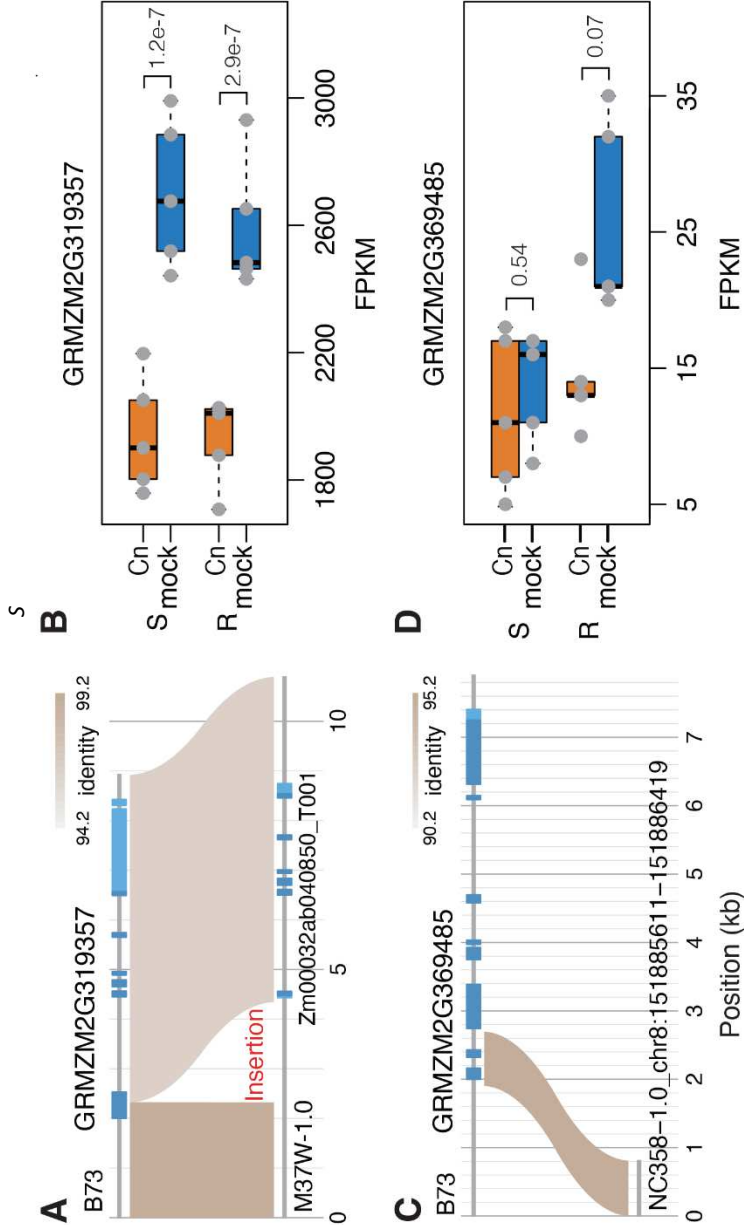 s
A
B73
GRMZM2G319357
94.2 identity 99.2
Insertion
M37W-1.0
Zm00032ab040850_T001
0 5 10
B
GRMZM2G319357
S Cn
mock
R Cn
mock
1.2e-7
2.9e-7
1800 2200 2600 3000
FPKM
C
B73
GRMZM2G369485
90.2 identity 95.2
NC358−1.0_chr8:151885611−151886419
0 1 2 3 4 5 6 7
Position (kb)
D
GRMZM2G369485
S Cn
mock
R Cn
mock
0.54
0.07
5 15 25 35
FPKM